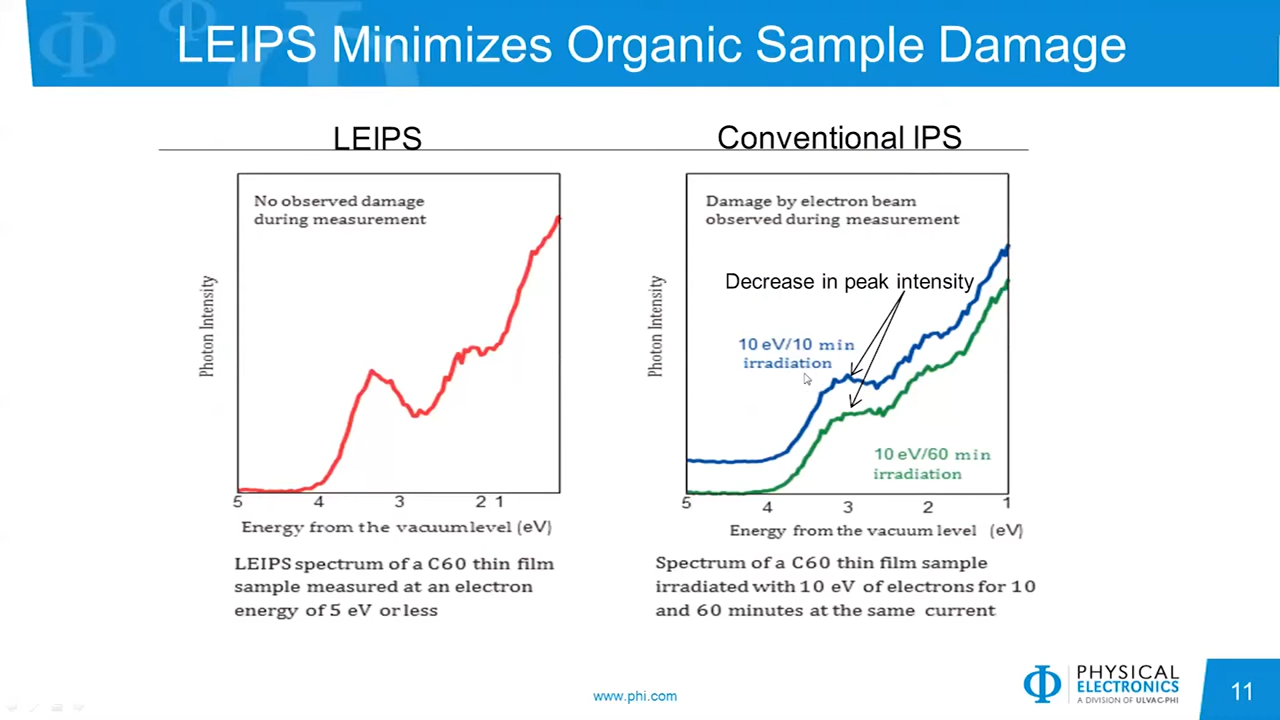 LEIPS Minimizes Organic Sample Damage
LEIPS
No observed damage
during measurement
Photon Intensity
5 4 3 2 1
Energy from the vacuum level (eV)
LEIPS spectrum of a C60 thin film
sample measured at an electron
energy of 5 eV or less
Conventional IPS
Damage by electron beam
observed during measurement
Decrease in peak intensity
10 eV/10 min
irradiation
10 eV/60 min
irradiation
Photon Intensity
5 4 3 2 1
Energy from the vacuum level (eV)
Spectrum of a C60 thin film sample
irradiated with 10 eV of electrons for 10
and 60 minutes at the same current
www.phi.com
PHYSICAL
ELECTRONICS
A DIVISION OF ULVAC-PHI
11